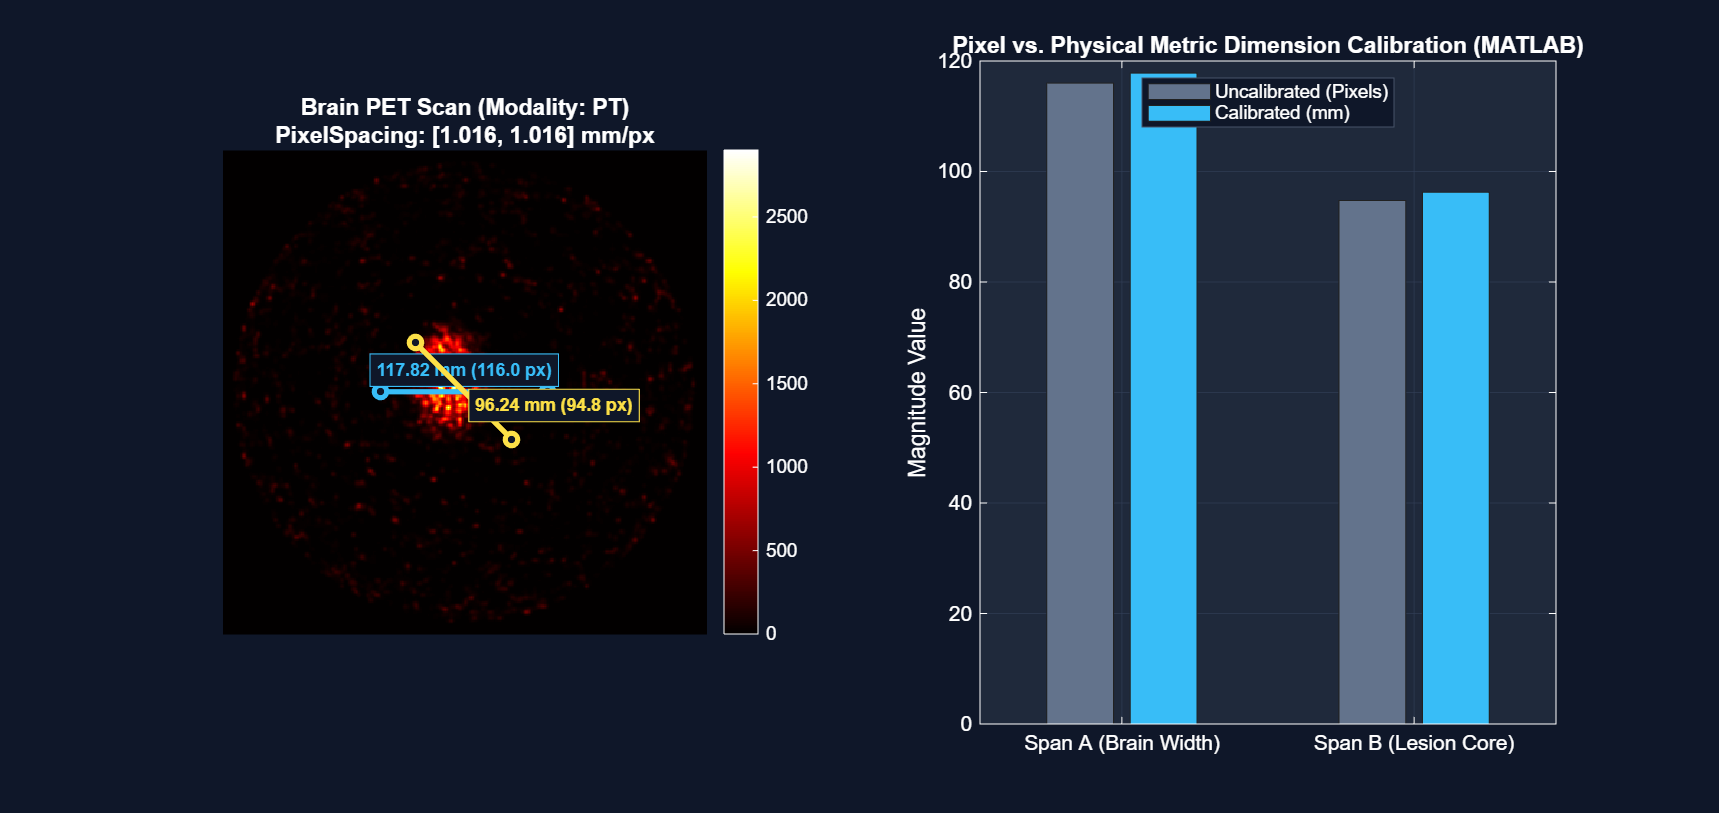 Brain PET Scan (Modality: PT)
PixelSpacing: [1.016, 1.016] mm/px
117.82 mm (116.0 px)
96.24 mm (94.8 px)
2500
2000
1500
1000
500
0
Pixel vs. Physical Metric Dimension Calibration (MATLAB)
Uncalibrated (Pixels)
Calibrated (mm)
Magnitude Value
120
100
80
60
40
20
0
Span A (Brain Width)
Span B (Lesion Core)